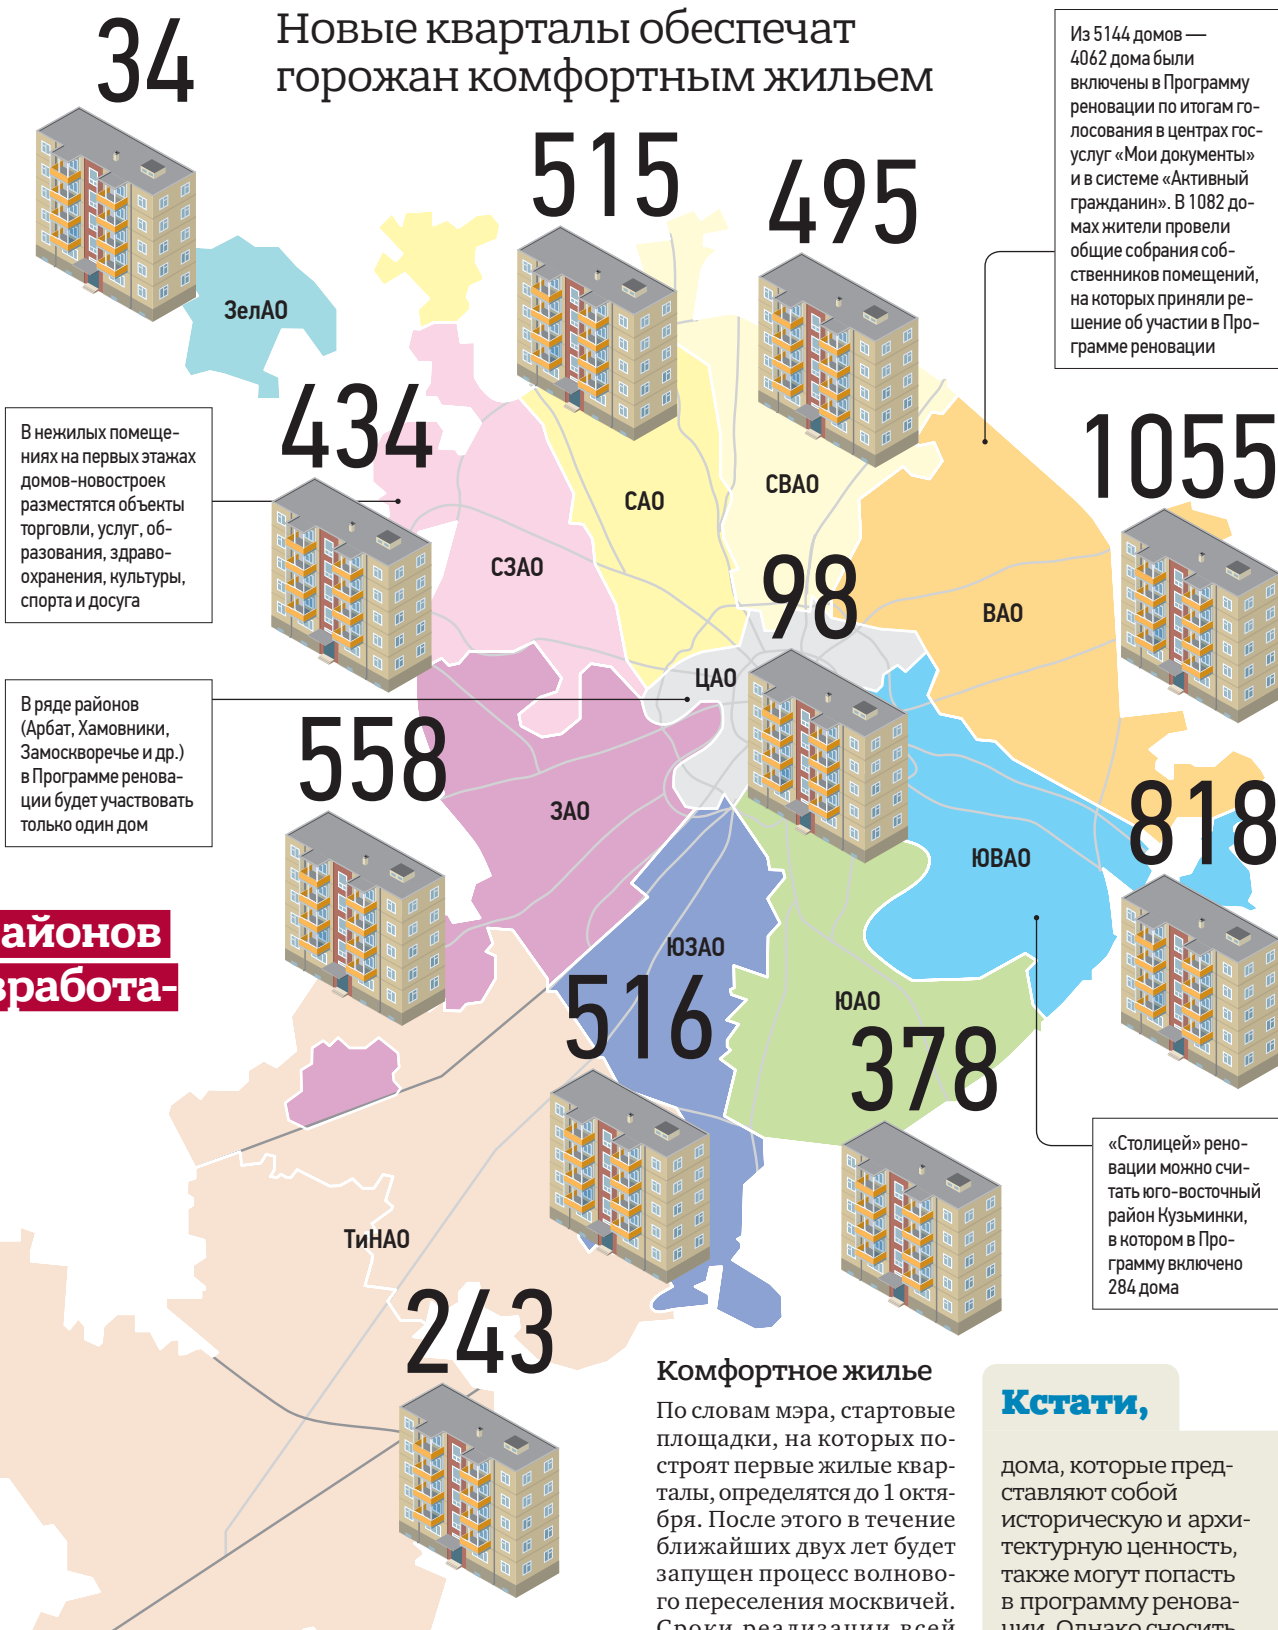 Новые кварталы обеспечат
горожан комфортным жильем
34
515
495
Из 5144 домов —
4062 дома были
включены в Программу
реновации по итогам го-
лосования в центрах гос-
услуг «Мои документы»
и в системе «Активный
гражданин». В 1082 до-
мах жители провели
общие собрания соб-
ственников помещений,
на которых приняли ре-
шение об участии в Про-
грамме реновации
ЗелАО
434
1055
В нежилых помеще-
ниях на первых этажах
домов-новостроек
разместятся объекты
торговли, услуг, об-
разования, здраво-
охранения, культуры,
спорта и досуга
САО
СВАО
СЗАО
98
ВАО
ЦАО
В ряде районов
(Арбат, Хамовники,
Замоскворечье и др.)
в Программе ренова-
ции будет участвовать
только один дом
558
ЗАО
818
ЮВАО
айонов
зработа-
ЮЗАО
516
ЮАО
378
«Столицей» рено-
вации можно счи-
тать юго-восточный
район Кузьминки,
в котором в Про-
грамму включено
284 дома
ТиНАО
243
Комфортное жилье
По словам мэра, стартовые
площадки, на которых по-
строят первые жилые квар-
талы, определятся до 1 октя-
бря. После этого в течение
ближайших двух лет будет
запущен процесс волново-
го переселения москвичей.
Сроки реализации всей
Кстати,
дома, которые пред-
ставляют собой
историческую и архи-
тектурную ценность,
также могут попасть
в программу ренова-
ции. Однако сносить